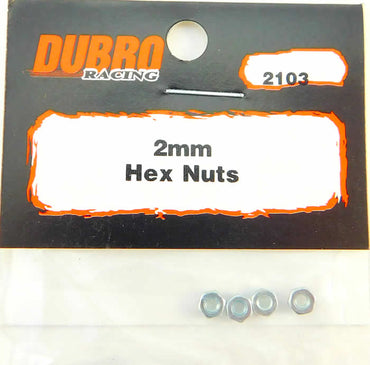 DUBRO
RACING
2103
2mm
Hex Nuts